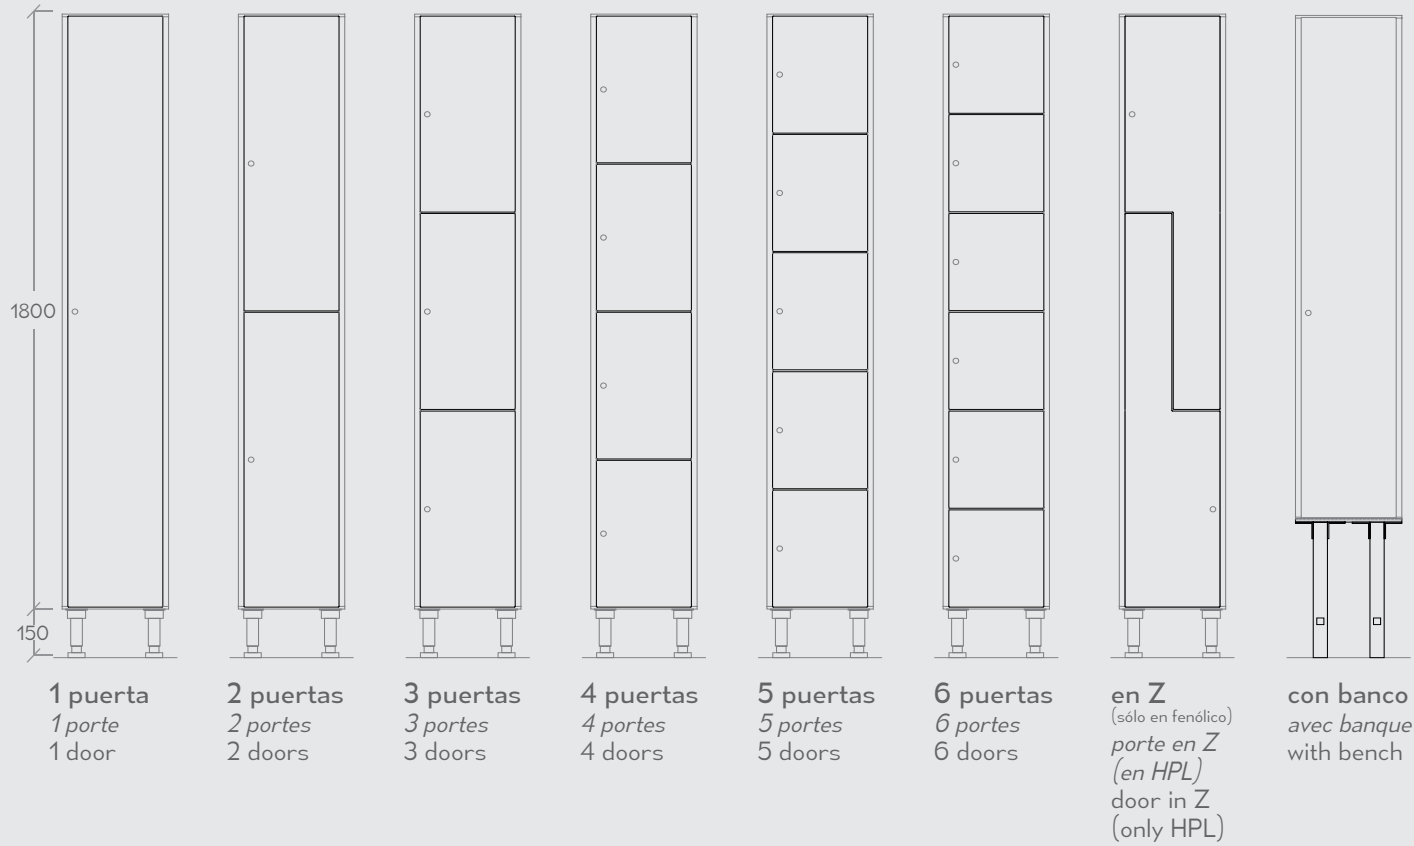 1800
150
1 puerta
1 porte
1 door
2 puertas
2 portes
2 doors
3 puertas
3 portes
3 doors
4 puertas
4 portes
4 doors
5 puertas
5 portes
5 doors
6 puertas
6 portes
6 doors
en Z
(sólo en fenólico)
porte en Z
(en HPL)
door in Z
(only HPL)
con banco
avec banque
with bench